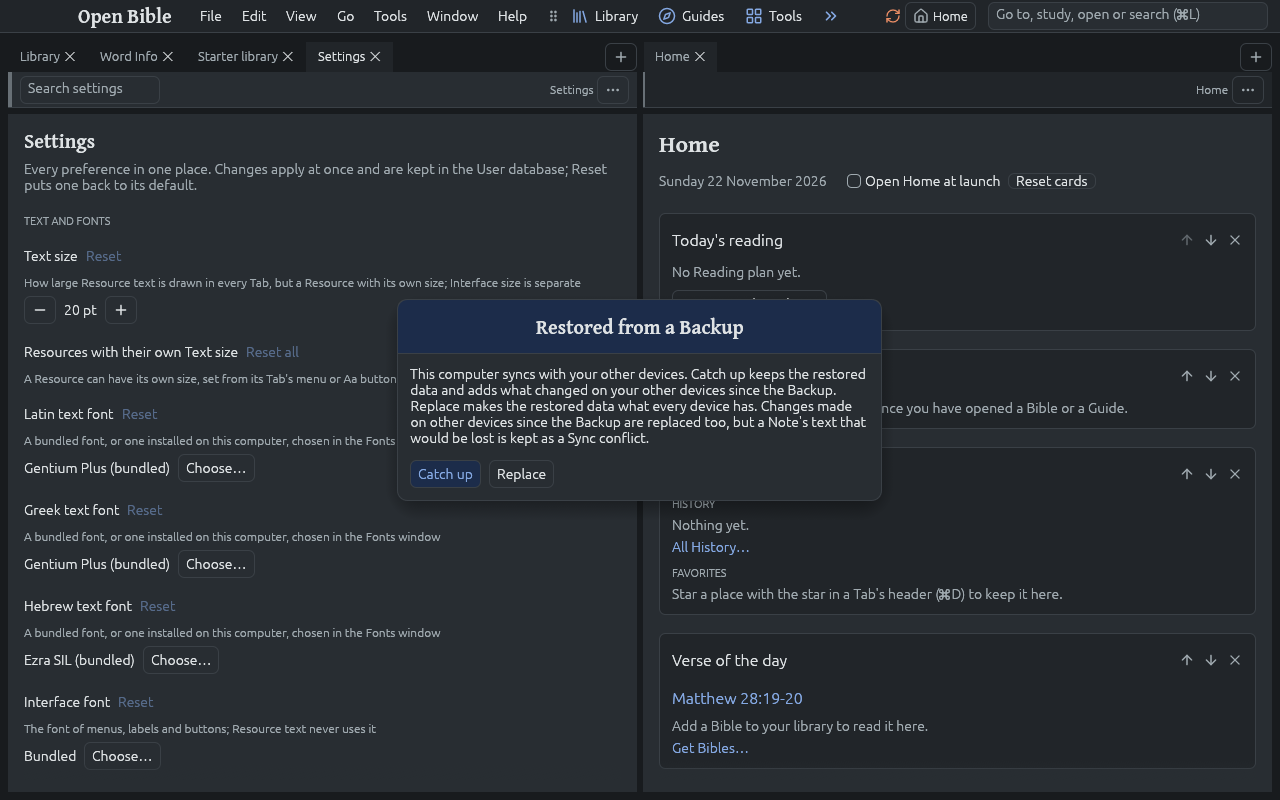 Open Bible File Edit View Go Tools Window Help Library Guides Tools Home Go to, study, open or search (⌘L)
Library Word Info Starter library Settings Home
Search settings Settings Home
Settings
Every preference in one place. Changes apply at once and are kept in the User database; Reset
puts one back to its default.
TEXT AND FONTS
Text size Reset
How large Resource text is drawn in every Tab, but a Resource with its own size; Interface size is separate
20 pt
Resources with their own Text size Reset all
A Resource can have its own size, set from its Tab's menu or Aa button
Latin text font Reset
A bundled font, or one installed on this computer, chosen in the Fonts
Gentium Plus (bundled) Choose...
Greek text font Reset
A bundled font, or one installed on this computer, chosen in the Fonts window
Gentium Plus (bundled) Choose...
Hebrew text font Reset
A bundled font, or one installed on this computer, chosen in the Fonts window
Ezra SIL (bundled) Choose...
Interface font Reset
The font of menus, labels and buttons; Resource text never uses it
Bundled Choose...
Restored from a Backup
This computer syncs with your other devices. Catch up keeps the restored
data and adds what changed on your other devices since the Backup.
Replace makes the restored data what every device has. Changes made
on other devices since the Backup are replaced too, but a Note's text that
would be lost is kept as a Sync conflict.
Catch up Replace
Home
Sunday 22 November 2026 Open Home at launch Reset cards
Today's reading
No Reading plan yet.
nce you have opened a Bible or a Guide.
HISTORY
Nothing yet.
All History...
FAVORITES
Star a place with the star in a Tab's header (⌘D) to keep it here.
Verse of the day
Matthew 28:19-20
Add a Bible to your library to read it here.
Get Bibles...